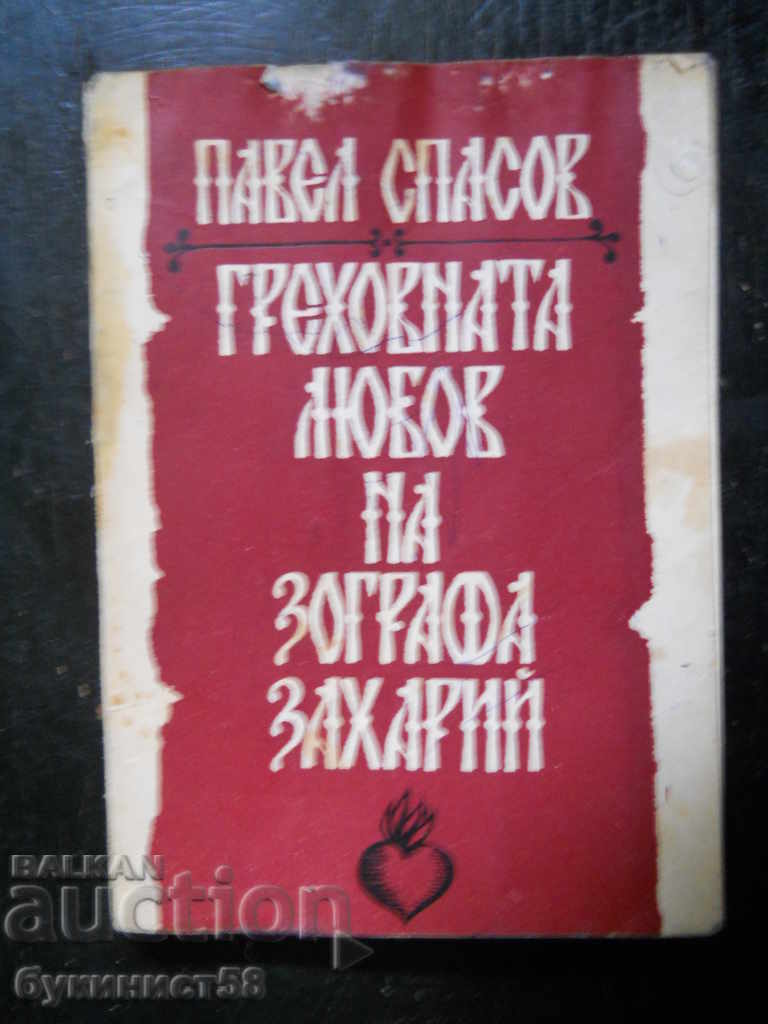 ПАВЕЛ СПАСОВ
ГРЕХОВНАТА
ЛЮБОВ
НА
ЗОГРАФА
ЗАХАРИЙ
BALKAN
auction
букинист58